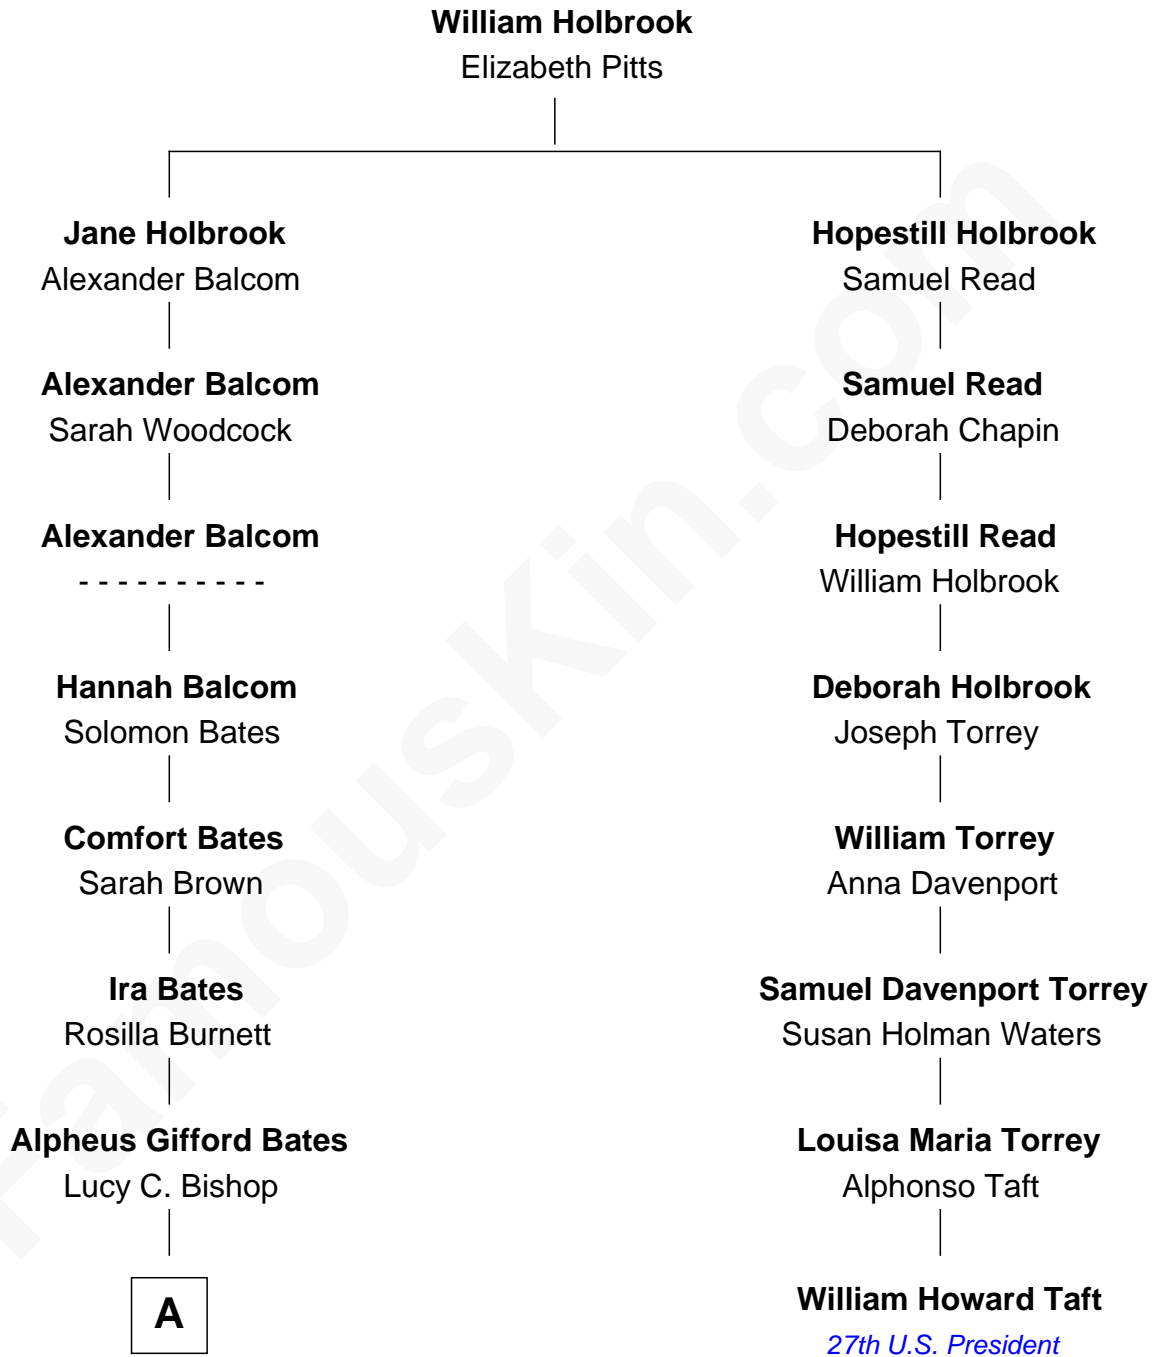 William Holbrook
Elizabeth Pitts
Jane Holbrook
Alexander Balcom
Hopestill Holbrook
Samuel Read
Alexander Balcom
Sarah Woodcock
Samuel Read
Deborah Chapin
Alexander Balcom
- - - - - - - - - -
Hopestill Read
William Holbrook
Hannah Balcom
Solomon Bates
Deborah Holbrook
Joseph Torrey
Comfort Bates
Sarah Brown
William Torrey
Anna Davenport
Ira Bates
Rosilla Burnett
Samuel Davenport Torrey
Susan Holman Waters
Alpheus Gifford Bates
Lucy C. Bishop
Louisa Maria Torrey
Alphonso Taft
A
William Howard Taft
27th U.S. President
FamousKin.com